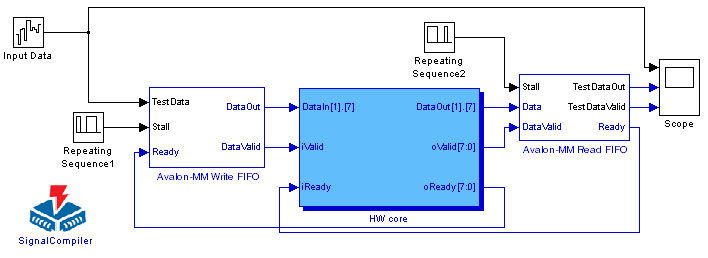 Input Data
Repeating
Sequence2
Scope
TestData
Stall
Ready
DataOut
DataValid
Avalon-MM Write FIFO
Repeating
Sequence1
DataIn[1].[7]
iValid
iReady
DataOut[1].[7]
oValid[7:0]
oReady[7:0]
HW core
Stall
Data
DataValid
TestDataOut
TestDataValid
Ready
Avalon-MM Read FIFO
SignalCompiler